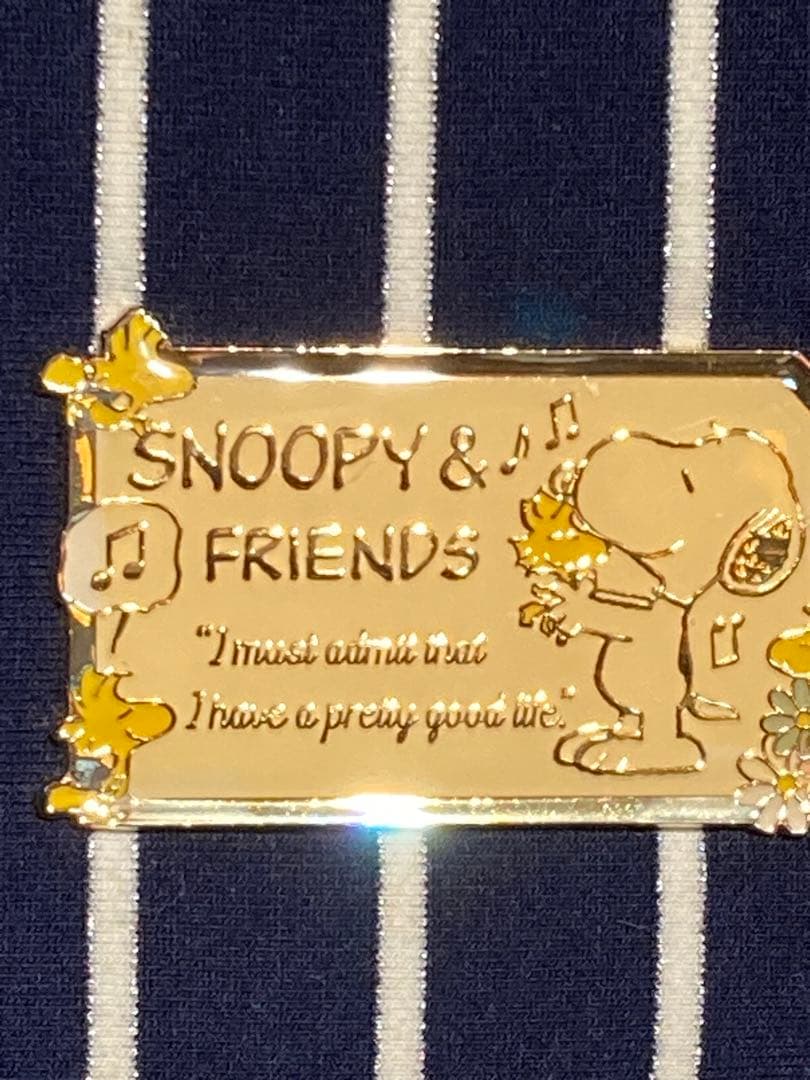 SNOOPY &
FRIENDS
"I must admit that
I have a pretty good life."